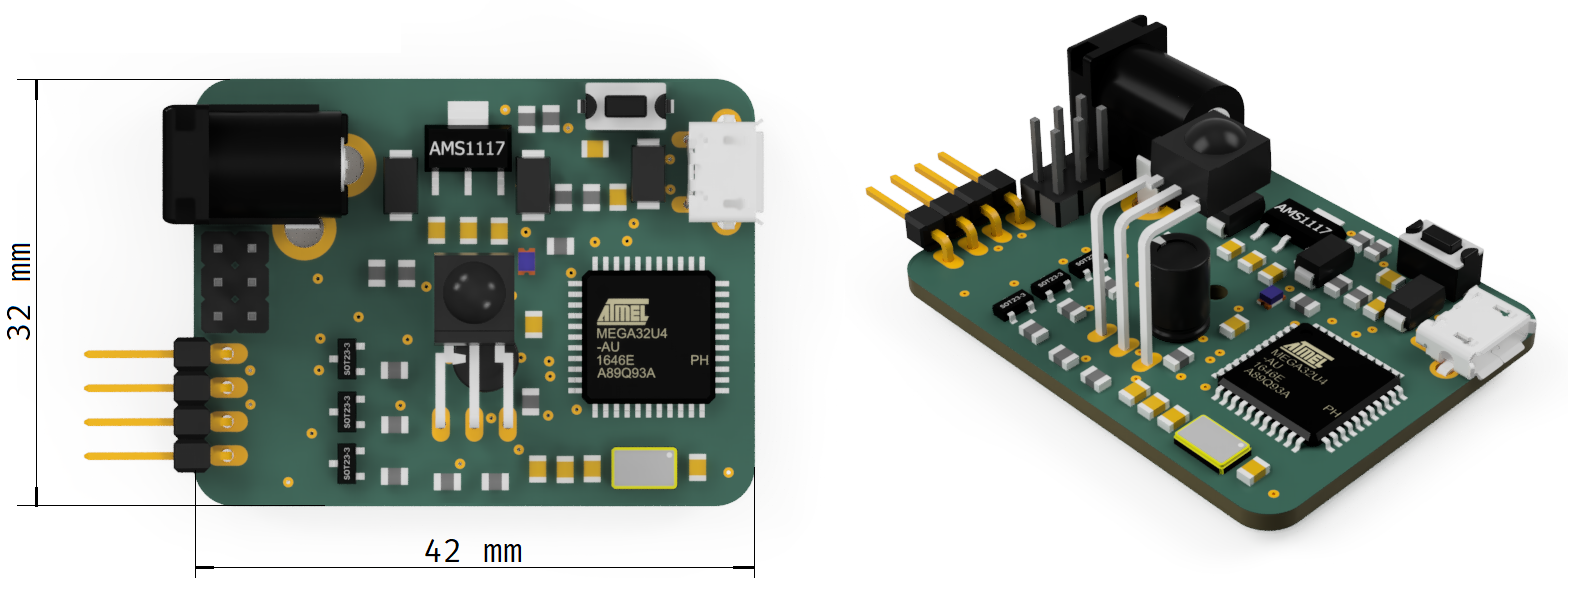 AMS1117
32 mm
ATMEL
MEGA32U4
-AU
1646E
A89Q93A
PH
SOT23-3
SOT23-3
SOT23-3
42 mm
AMS1117
SOT23-3
SOT23-3
SOT23-3
ATMEL
MEGA32U4
-AU
1646E
A89Q93A
PH